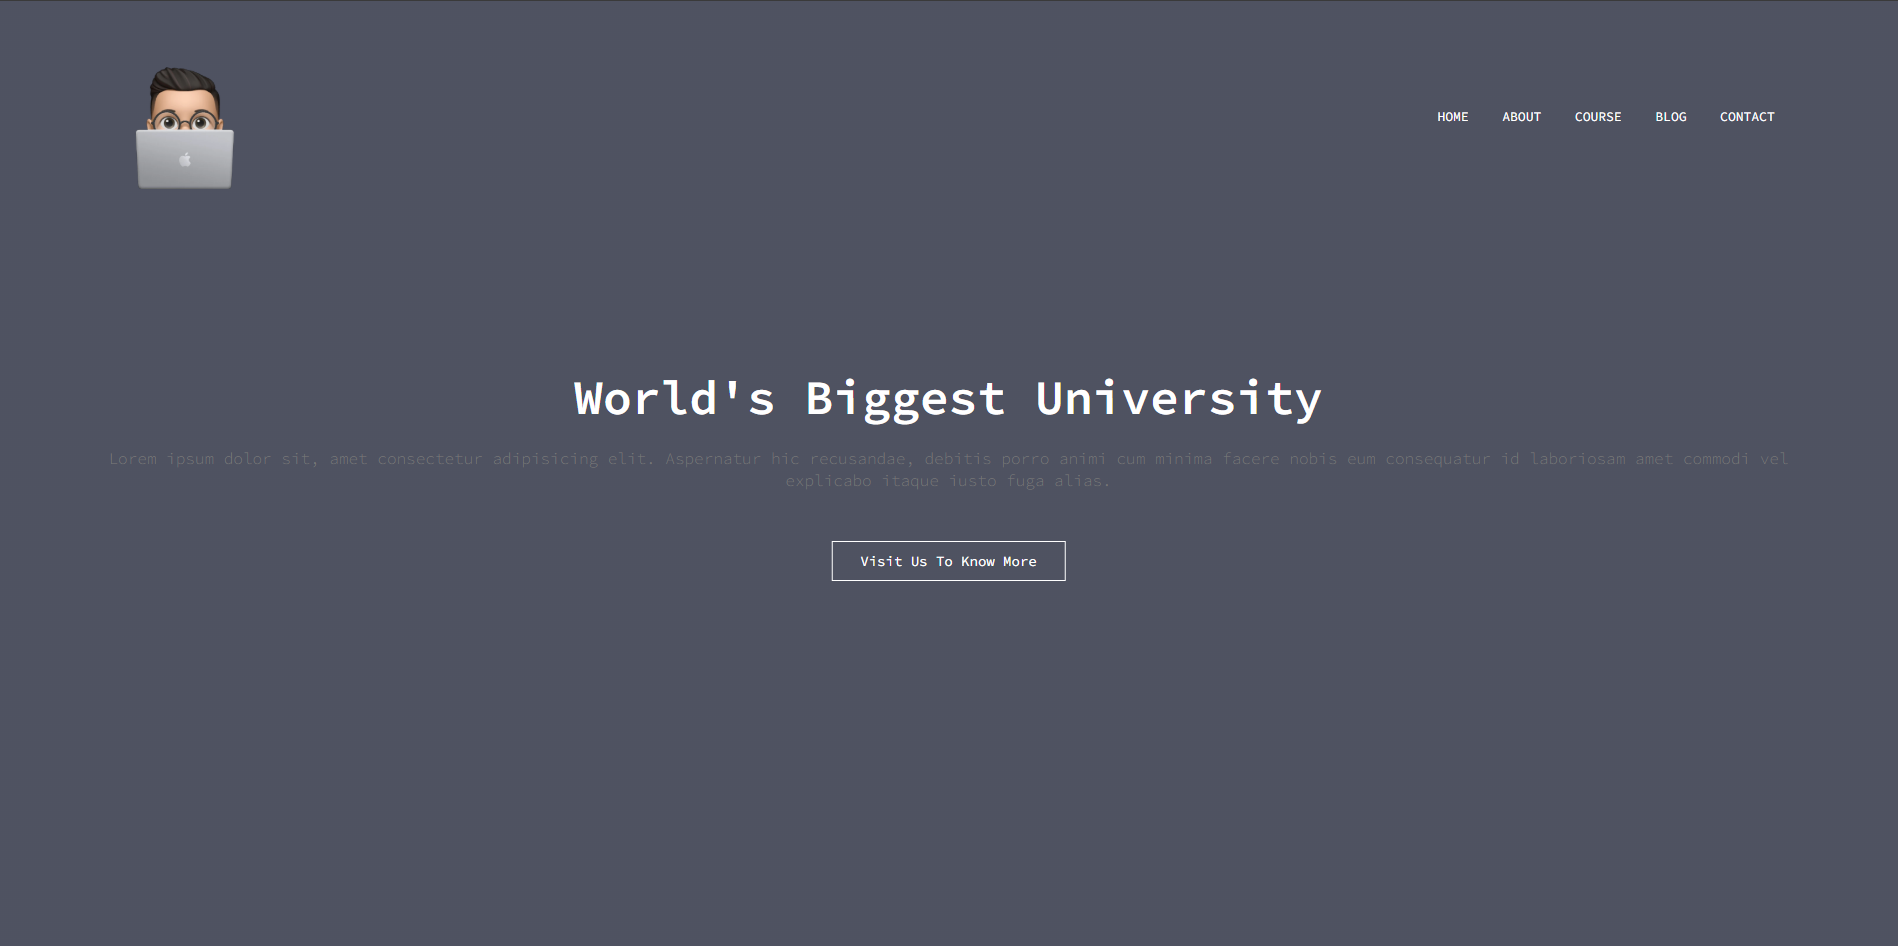 HOME ABOUT COURSE BLOG CONTACT
World's Biggest University
Lorem ipsum dolor sit, amet consectetur adipisicing elit. Aspernatur hic recusandae, debitis porro animi cum minima facere nobis eum consequatur id laboriosam amet commodi vel
explicabo itaque iusto fuga alias.
Visit Us To Know More